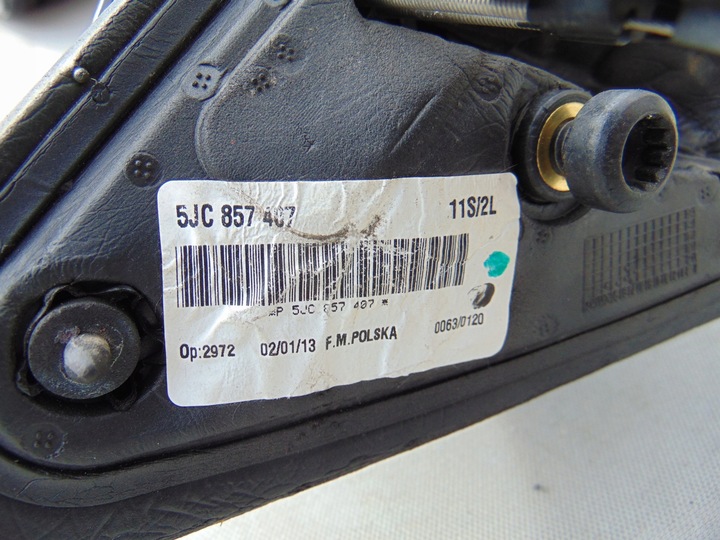 5JC 857 407 11S/2L
*P 5JC 857 407 *
Op:2972 02/01/13 F.M.POLSKA 0063/0120